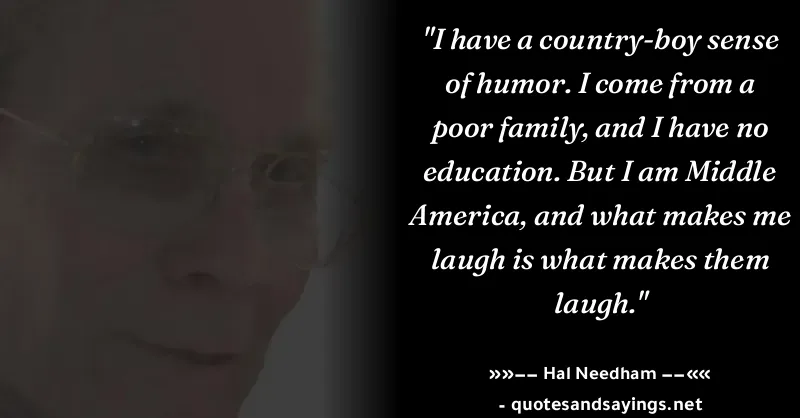 "I have a country-boy sense
of humor. I come from a
poor family, and I have no
education. But I am Middle
America, and what makes me
laugh is what makes them
laugh."
»»−− Hal Needham −−««
- quotesandsayings.net